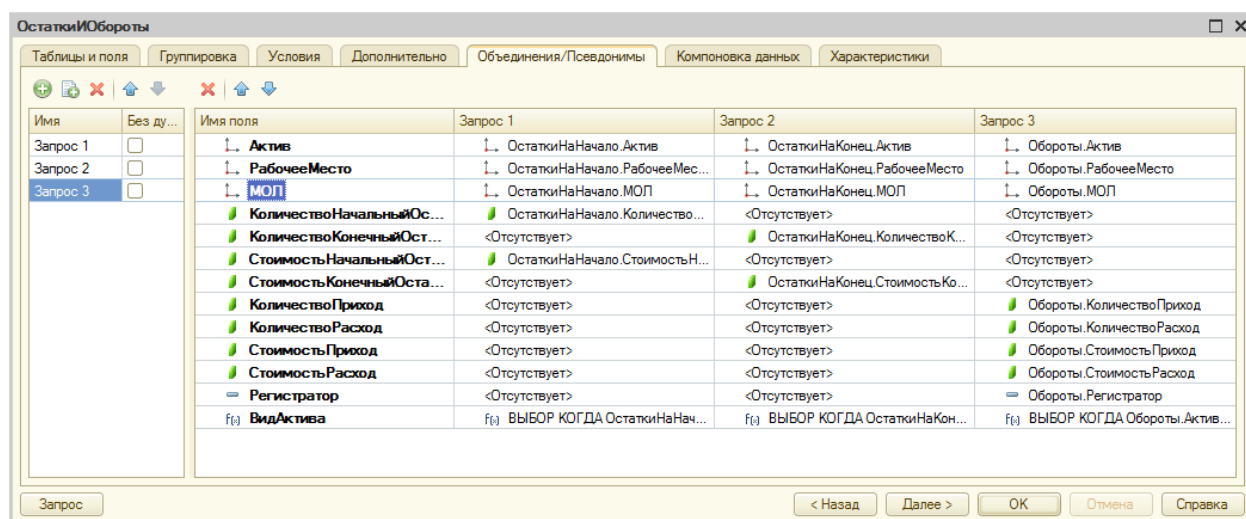 ОстаткиИОбороты
Таблицы и поля Группировка Условия Дополнительно Объединения/Псевдонимы Компоновка данных Характеристики
Имя Без ду... Имя поля Запрос 1 Запрос 2 Запрос 3
Запрос 1 Актив ОстаткиНаНачало.Актив ОстаткиНаКонец.Актив Обороты.Актив
Запрос 2 РабочееМесто ОстаткиНаНачало.РабочееМес... ОстаткиНаКонец.РабочееМесто Обороты.РабочееМесто
Запрос 3 МОЛ ОстаткиНаНачало.МОЛ ОстаткиНаКонец.МОЛ Обороты.МОЛ
КоличествоНачальныйОс... ОстаткиНаНачало.Количество... <Отсутствует> <Отсутствует>
КоличествоКонечныйОст... <Отсутствует> ОстаткиНаКонец.КоличествоК... <Отсутствует>
СтоимостьНачальныйОст... ОстаткиНаНачало.СтоимостьН... <Отсутствует> <Отсутствует>
СтоимостьКонечныйОста... <Отсутствует> ОстаткиНаКонец.СтоимостьКо... <Отсутствует>
КоличествоПриход <Отсутствует> <Отсутствует> Обороты.КоличествоПриход
КоличествоРасход <Отсутствует> <Отсутствует> Обороты.КоличествоРасход
СтоимостьПриход <Отсутствует> <Отсутствует> Обороты.СтоимостьПриход
СтоимостьРасход <Отсутствует> <Отсутствует> Обороты.СтоимостьРасход
Регистратор <Отсутствует> <Отсутствует> Обороты.Регистратор
ВидАктива ВЫБОР КОГДА ОстаткиНаНач... ВЫБОР КОГДА ОстаткиНаКон... ВЫБОР КОГДА Обороты.Актив...
Запрос < Назад Далее > OK Отмена Справка